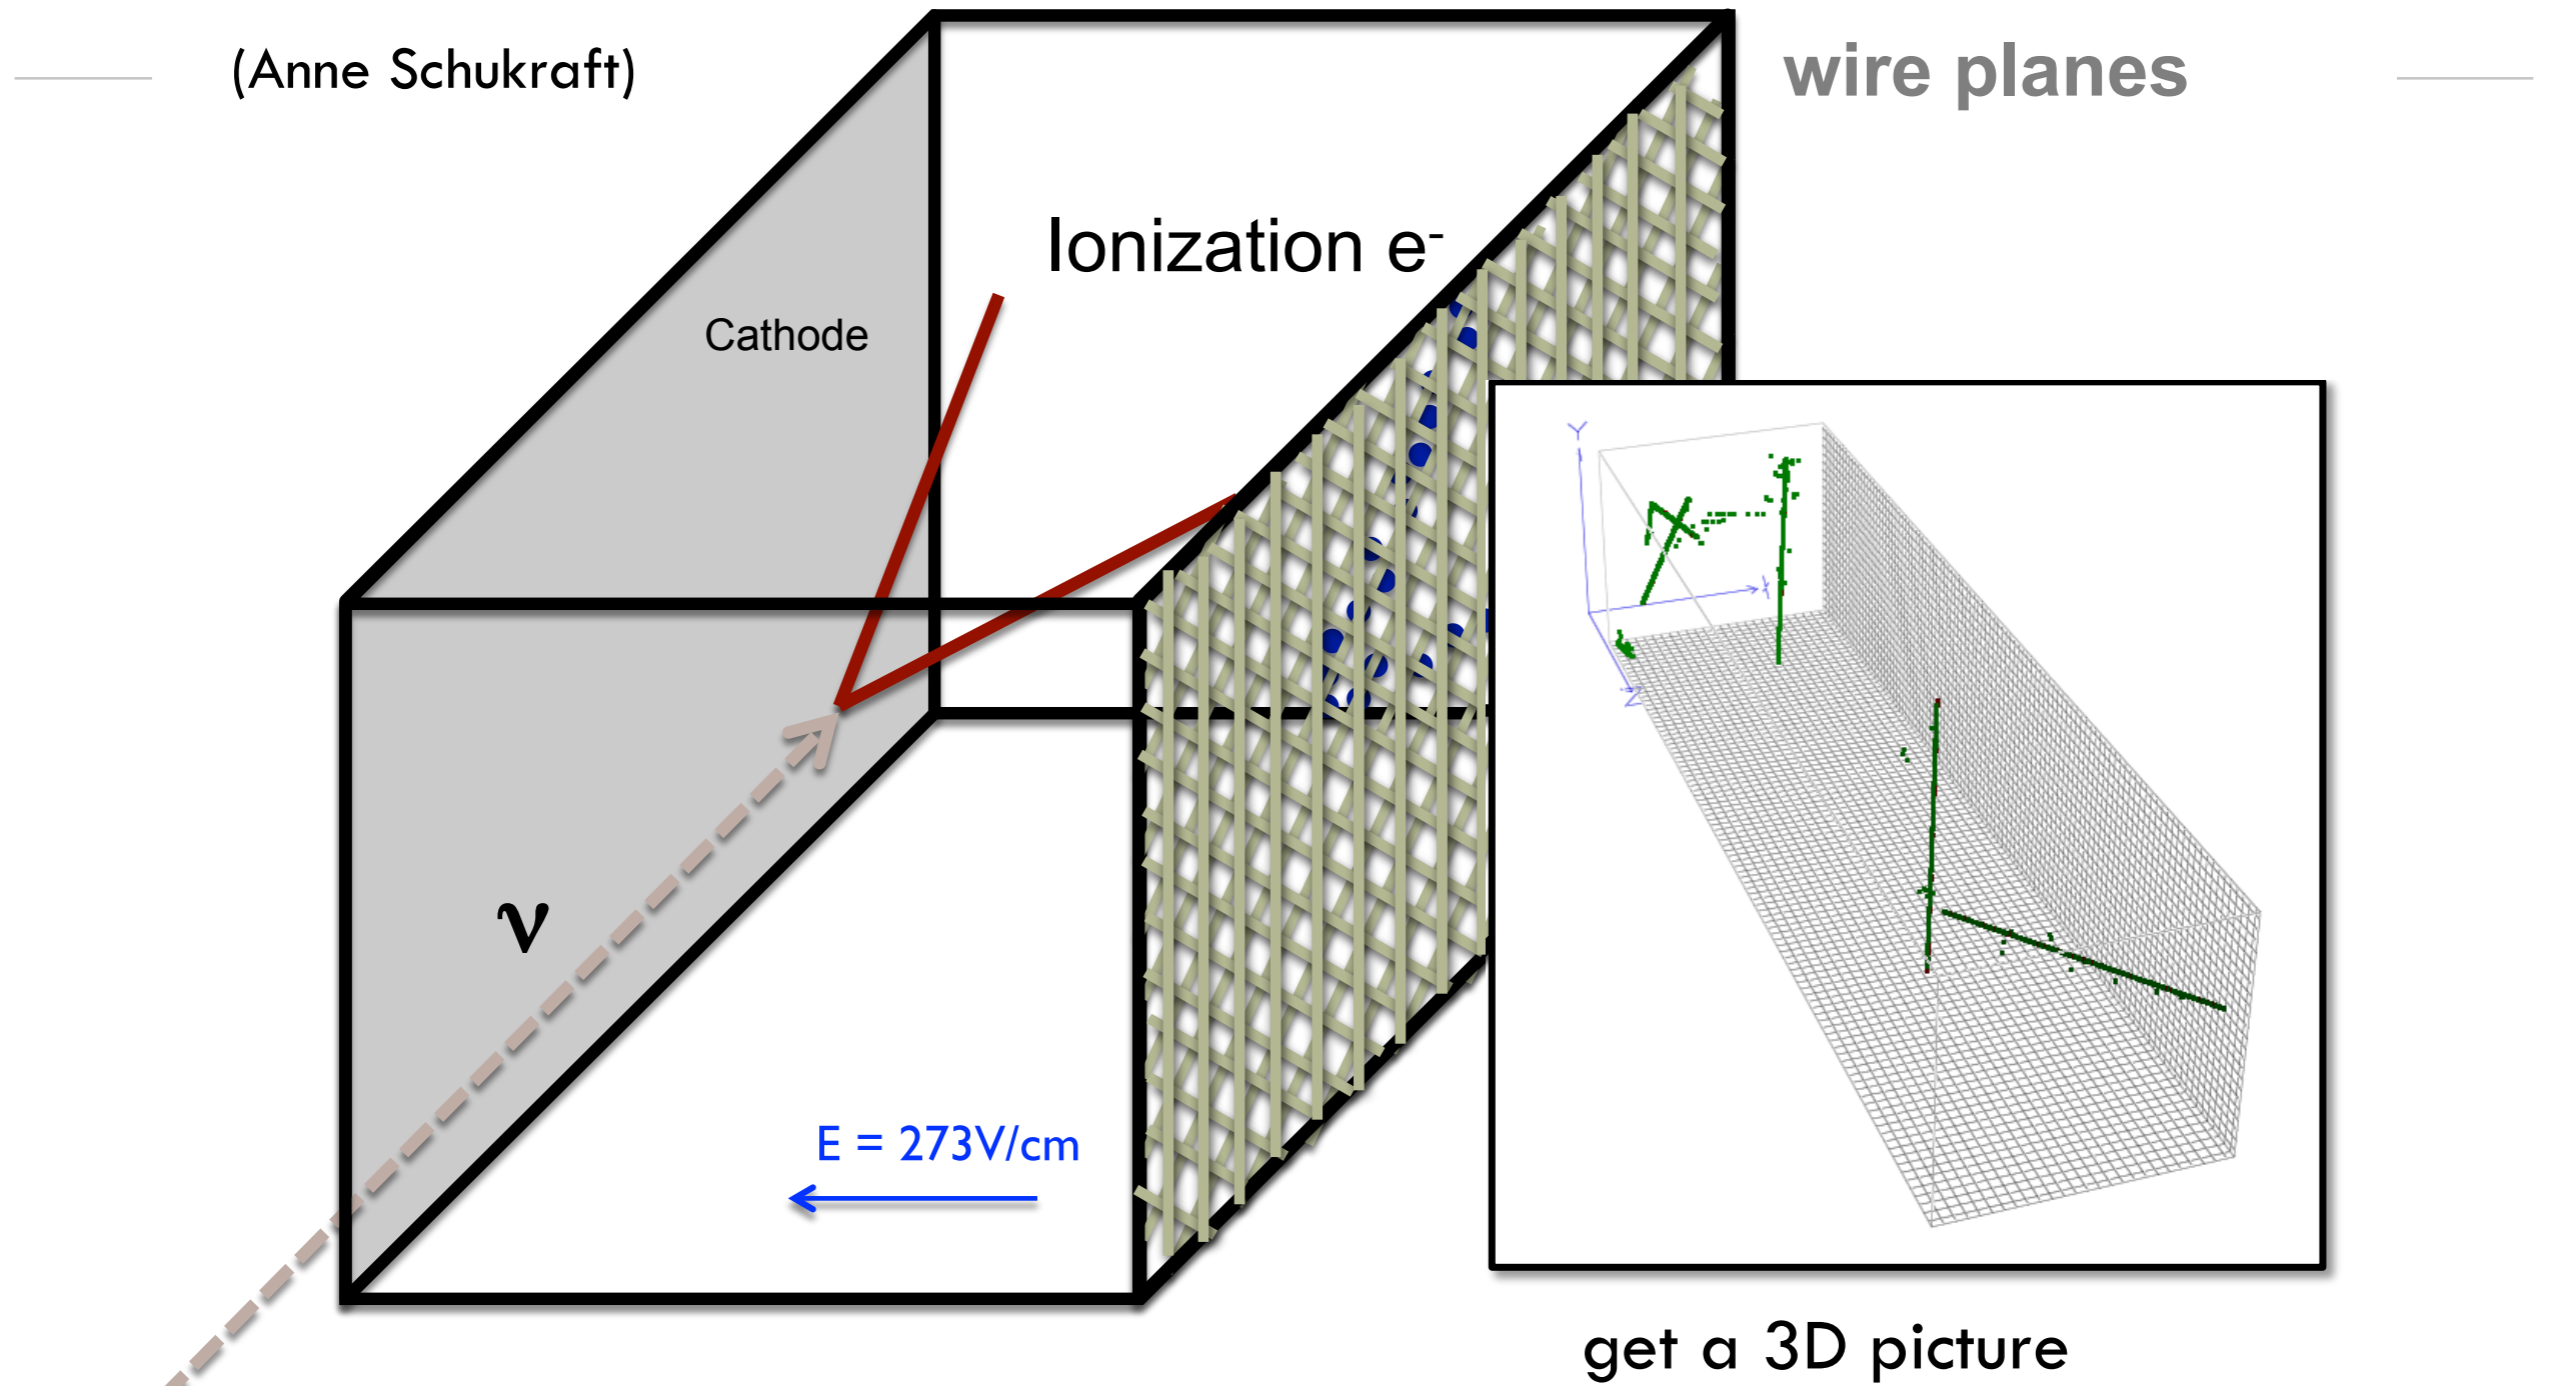 (Anne Schukraft)
wire planes
Ionization e-
Cathode
Y
X
Z
ν
E = 273V/cm
get a 3D picture